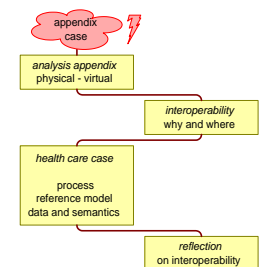 appendix
case
analysis appendix
physical - virtual
interoperability
why and where
health care case
process
reference model
data and semantics
reflection
on interoperability